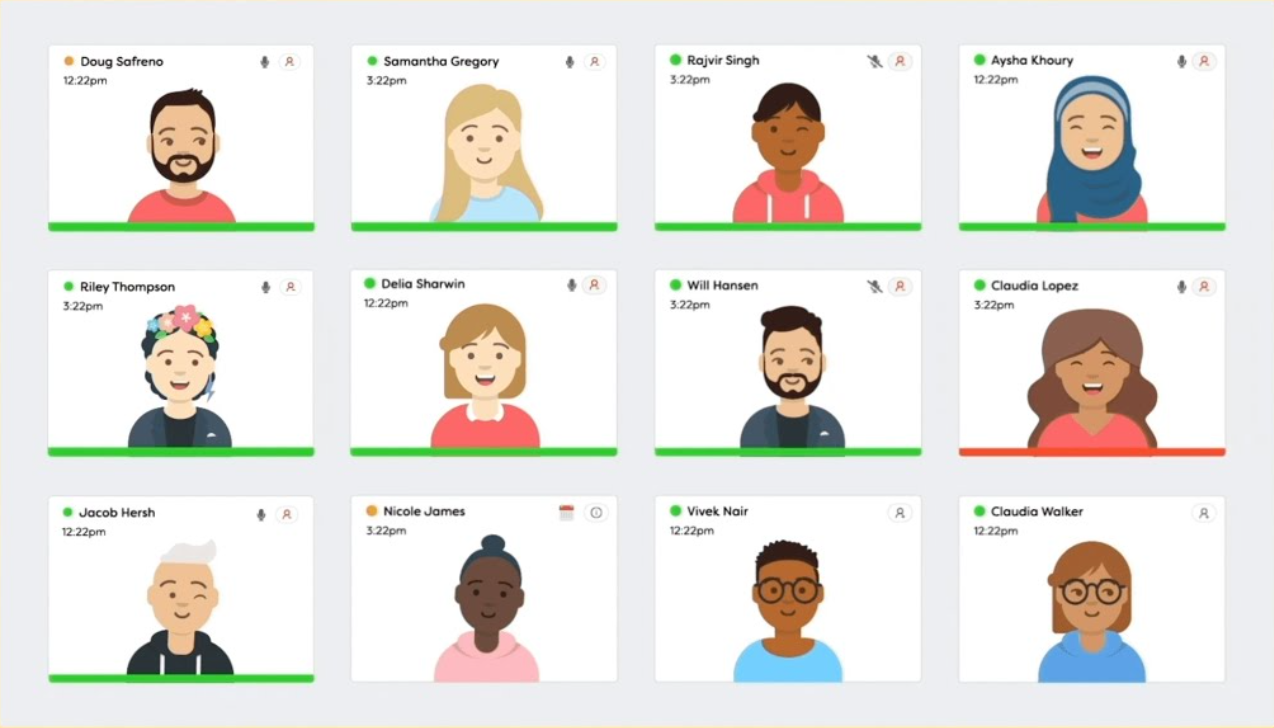 Doug Safreno
12:22pm
Samantha Gregory
3:22pm
Rajvir Singh
3:22pm
Aysha Khoury
12:22pm
Riley Thompson
3:22pm
Delia Sharwin
12:22pm
Will Hansen
3:22pm
Claudia Lopez
3:22pm
Jacob Hersh
12:22pm
Nicole James
3:22pm
Vivek Nair
12:22pm
Claudia Walker
12:22pm